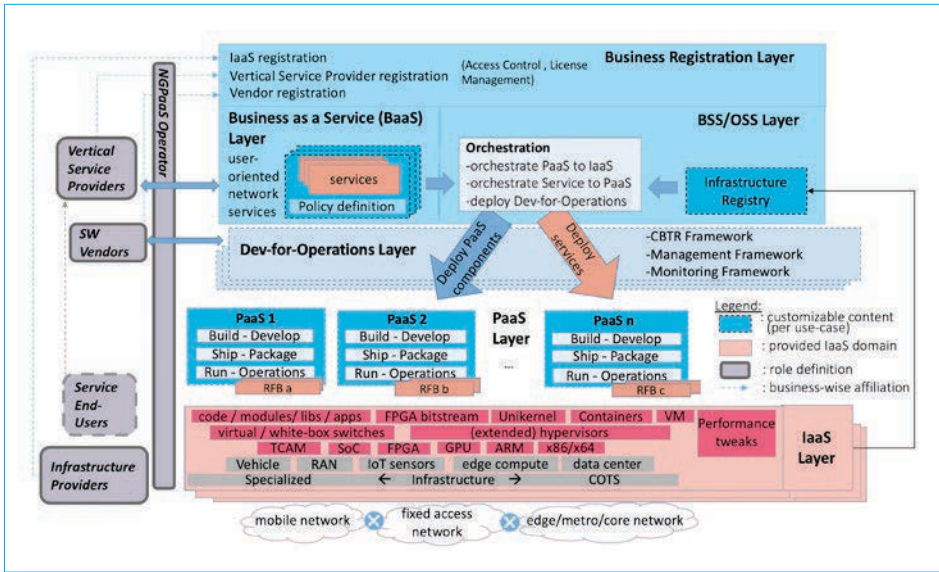 IaaS registration
Vertical Service Provider registration
Vendor registration
(Access Control , License
Management)
Business Registration Layer
NGPaaS Operator
Vertical
Service
Providers
SW
Vendors
Service
End-
Users
Infrastructure
Providers
Business as a Service (BaaS)
Layer
user-
oriented
network
services
services
Policy definition
BSS/OSS Layer
Orchestration
-orchestrate PaaS to IaaS
-orchestrate Service to PaaS
-deploy Dev-for-Operations
Infrastructure
Registry
Dev-for-Operations Layer
Deploy PaaS
components
Deploy
services
-CBTR Framework
-Management Framework
-Monitoring Framework
PaaS 1
Build - Develop
Ship - Package
Run - Operations
RFB a
PaaS 2
Build - Develop
Ship - Package
Run - Operations
RFB b
PaaS
Layer
...
PaaS n
Build - Develop
Ship - Package
Run - Operations
RFB c
Legend:
: customizable content
(per use-case)
: provided IaaS domain
: role definition
: business-wise affiliation
code / modules/ libs / apps
FPGA bitstream
Unikernel
Containers
VM
virtual / white-box switches
(extended) hypervisors
Performance
tweaks
TCAM
SoC
FPGA
GPU
ARM
x86/x64
IaaS
Layer
Vehicle
RAN
IoT sensors
edge compute
data center
Specialized
← Infrastructure →
COTS
mobile network
fixed access
network
edge/metro/core network